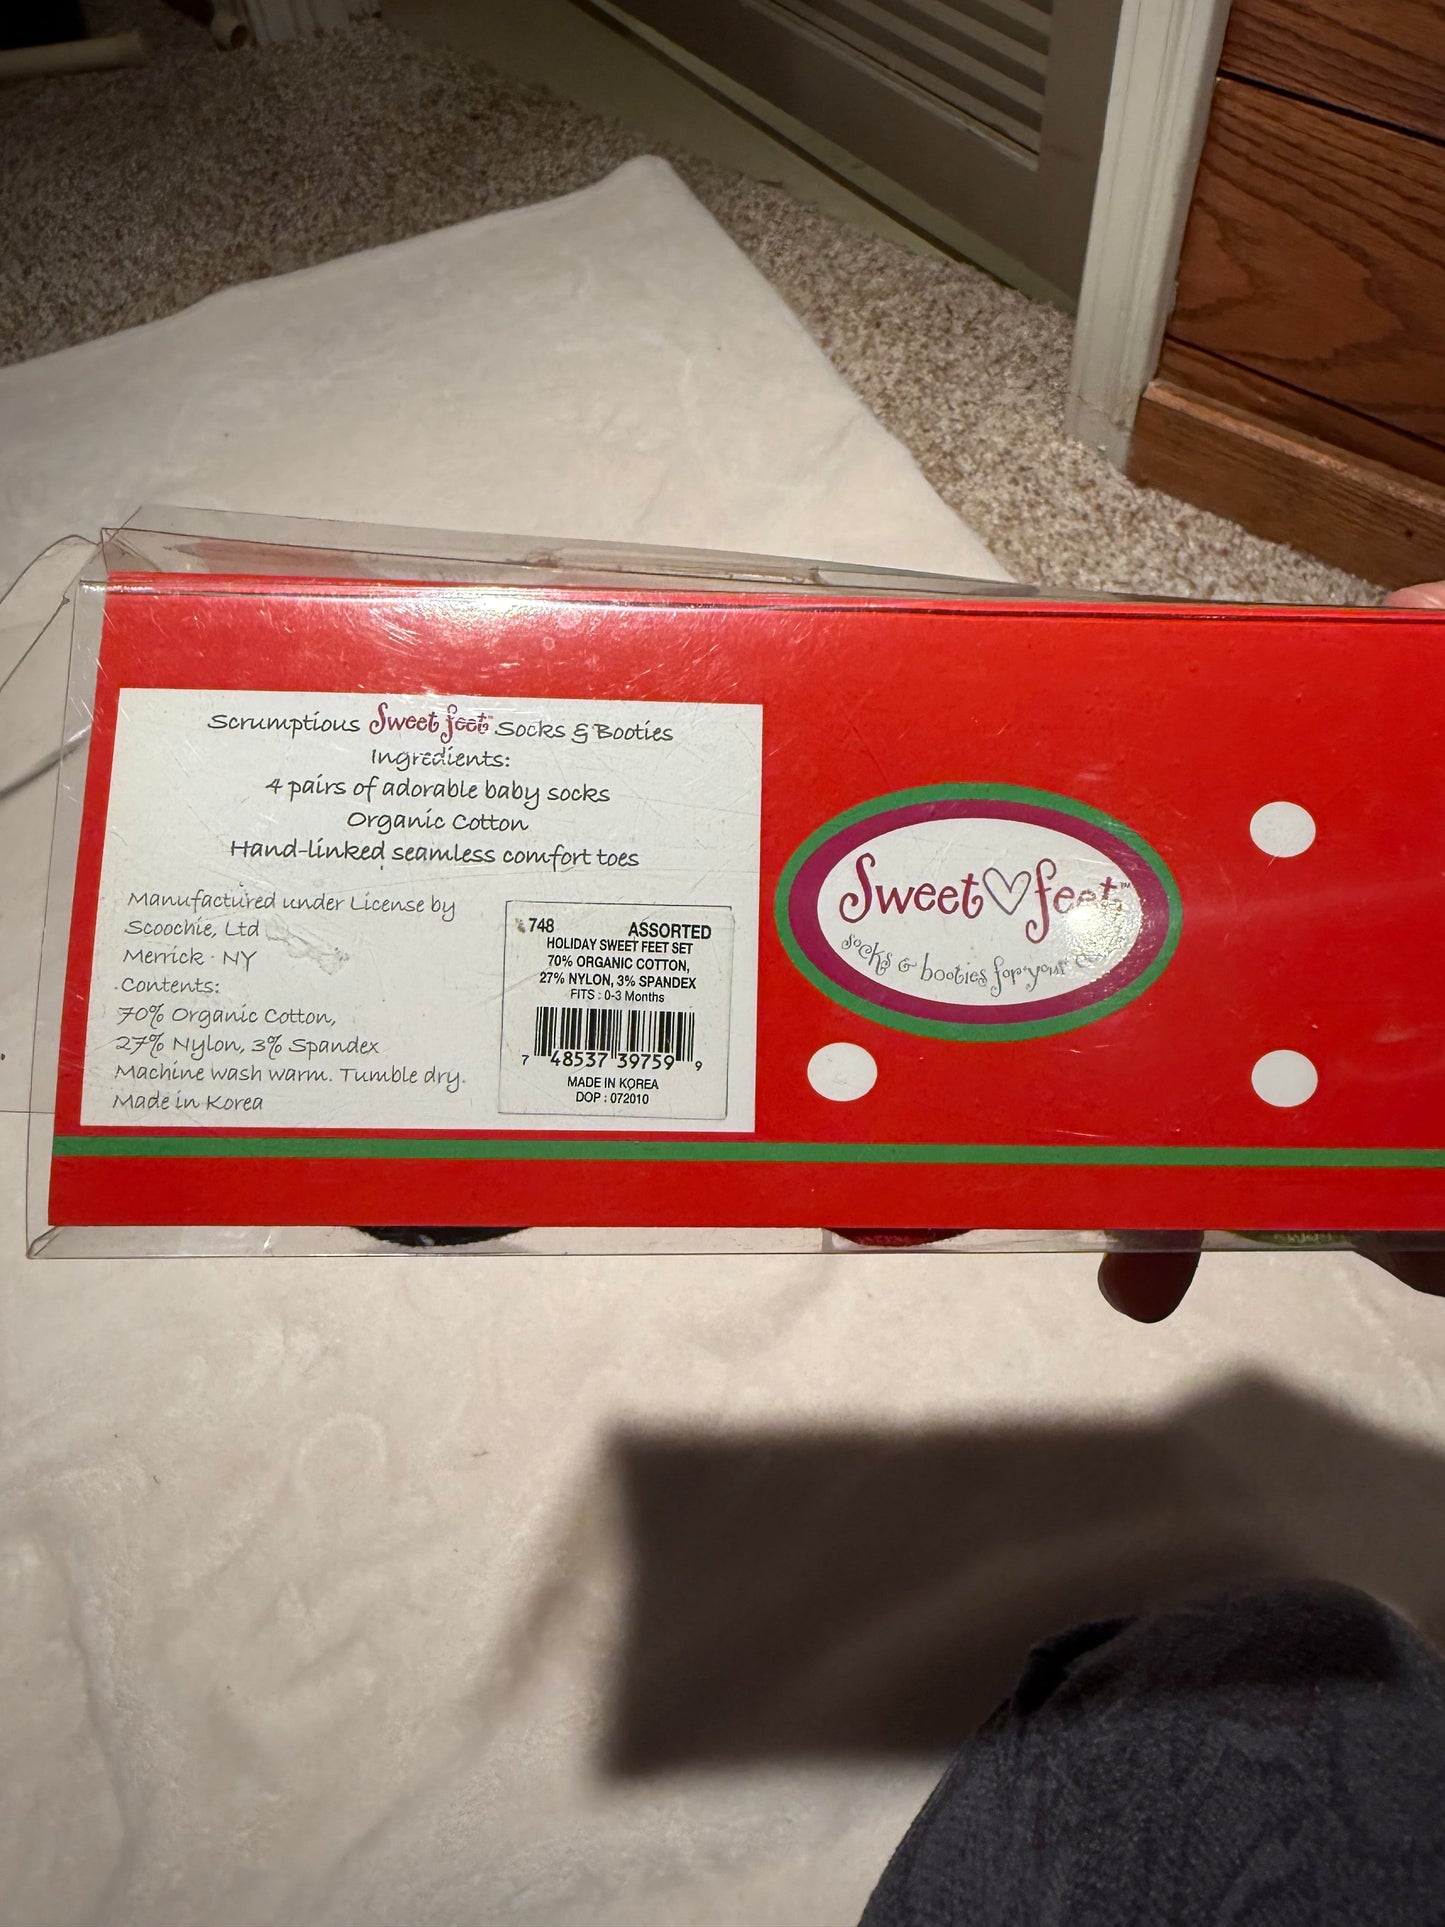 Scrumptious Sweet feet™ Socks & Booties
Ingredients:
4 pairs of adorable baby socks
Organic Cotton
Hand-linked seamless comfort toes
Manufactured under License by
Scoochie, Ltd
Merrick · NY
Contents:
70% Organic Cotton,
27% Nylon, 3% Spandex
Machine wash warm. Tumble dry.
Made in Korea
748 ASSORTED
HOLIDAY SWEET FEET SET
70% ORGANIC COTTON,
27% NYLON, 3% SPANDEX
FITS : 0-3 Months
7 48537 39759 9
MADE IN KOREA
DOP : 072010
Sweet feet™
socks & booties for your